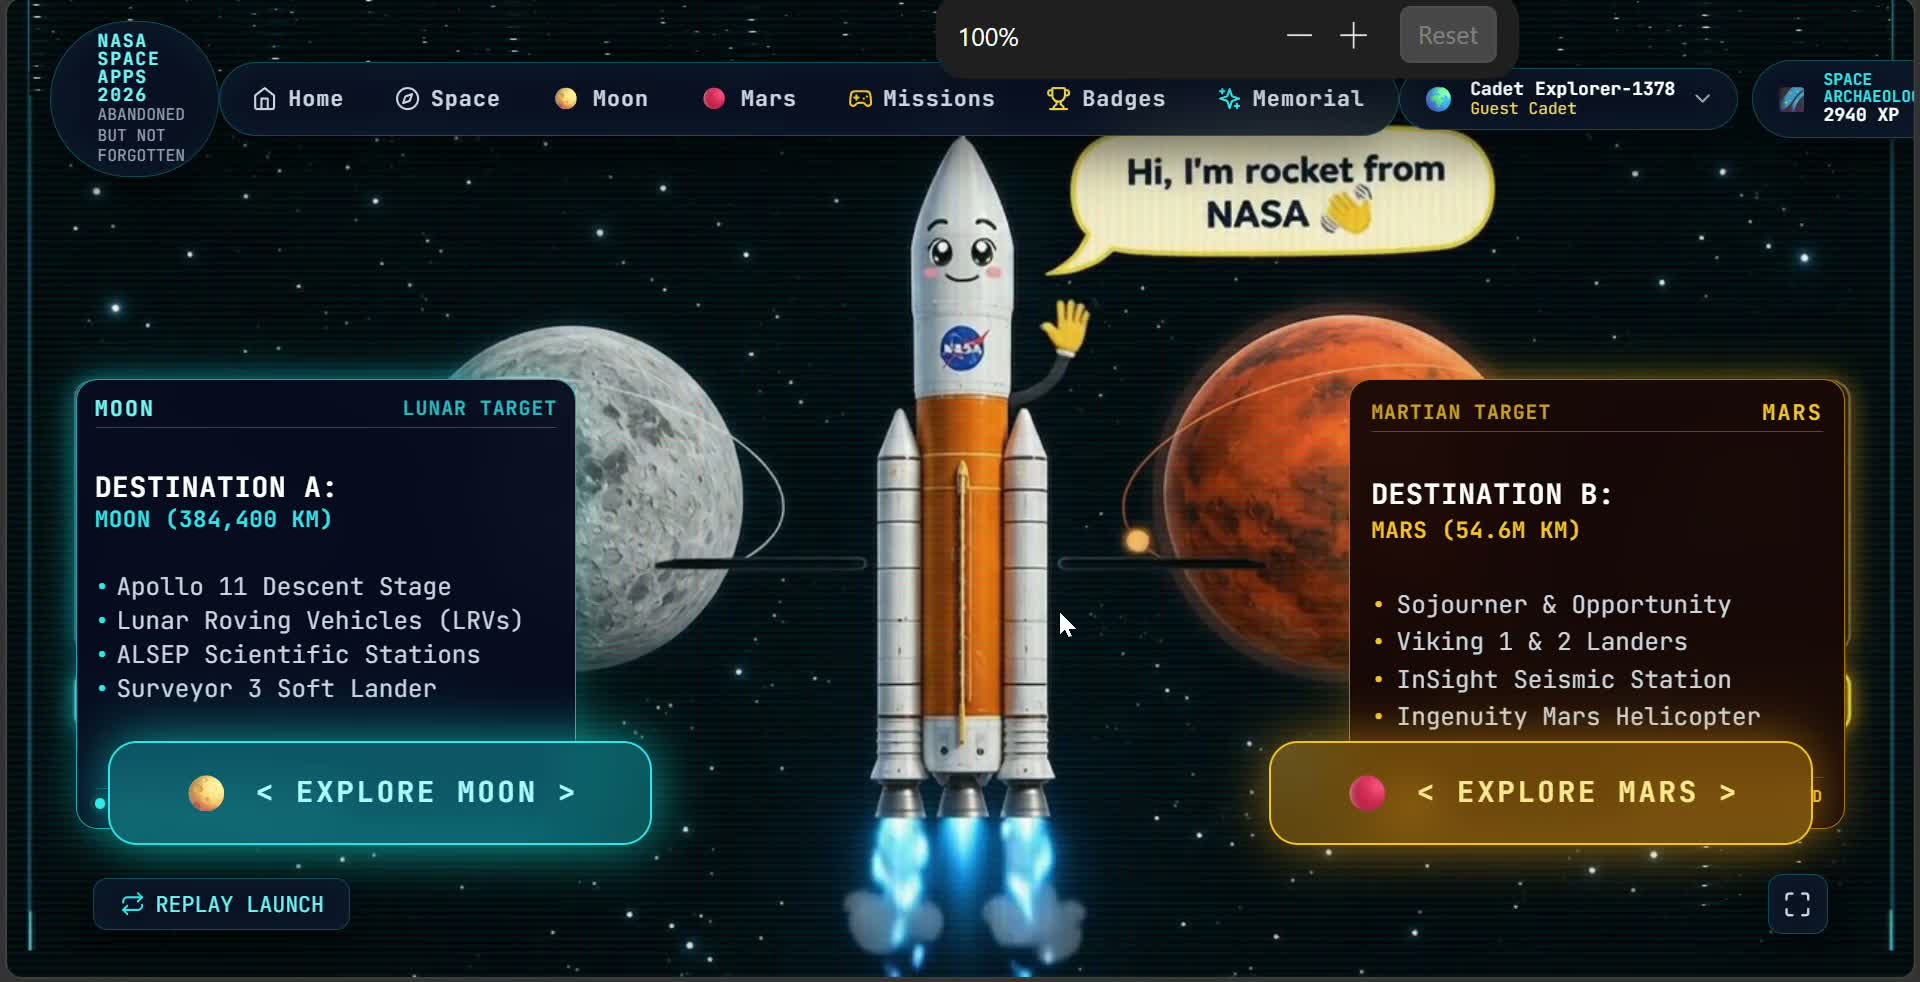 100%
Reset
NASA
SPACE
APPS
2026
ABANDONED
BUT NOT
FORGOTTEN
Home
Space
Moon
Mars
Missions
Badges
Memorial
Cadet Explorer-1378
Guest Cadet
SPACE
2940 XP
Hi, I'm rocket from
NASA 👋
NASA
MOON
LUNAR TARGET
DESTINATION A:
MOON (384,400 KM)
• Apollo 11 Descent Stage
• Lunar Roving Vehicles (LRVs)
• ALSEP Scientific Stations
• Surveyor 3 Soft Lander
< EXPLORE MOON >
REPLAY LAUNCH
MARTIAN TARGET
MARS
DESTINATION B:
MARS (54.6M KM)
• Sojourner & Opportunity
• Viking 1 & 2 Landers
• InSight Seismic Station
• Ingenuity Mars Helicopter
< EXPLORE MARS >